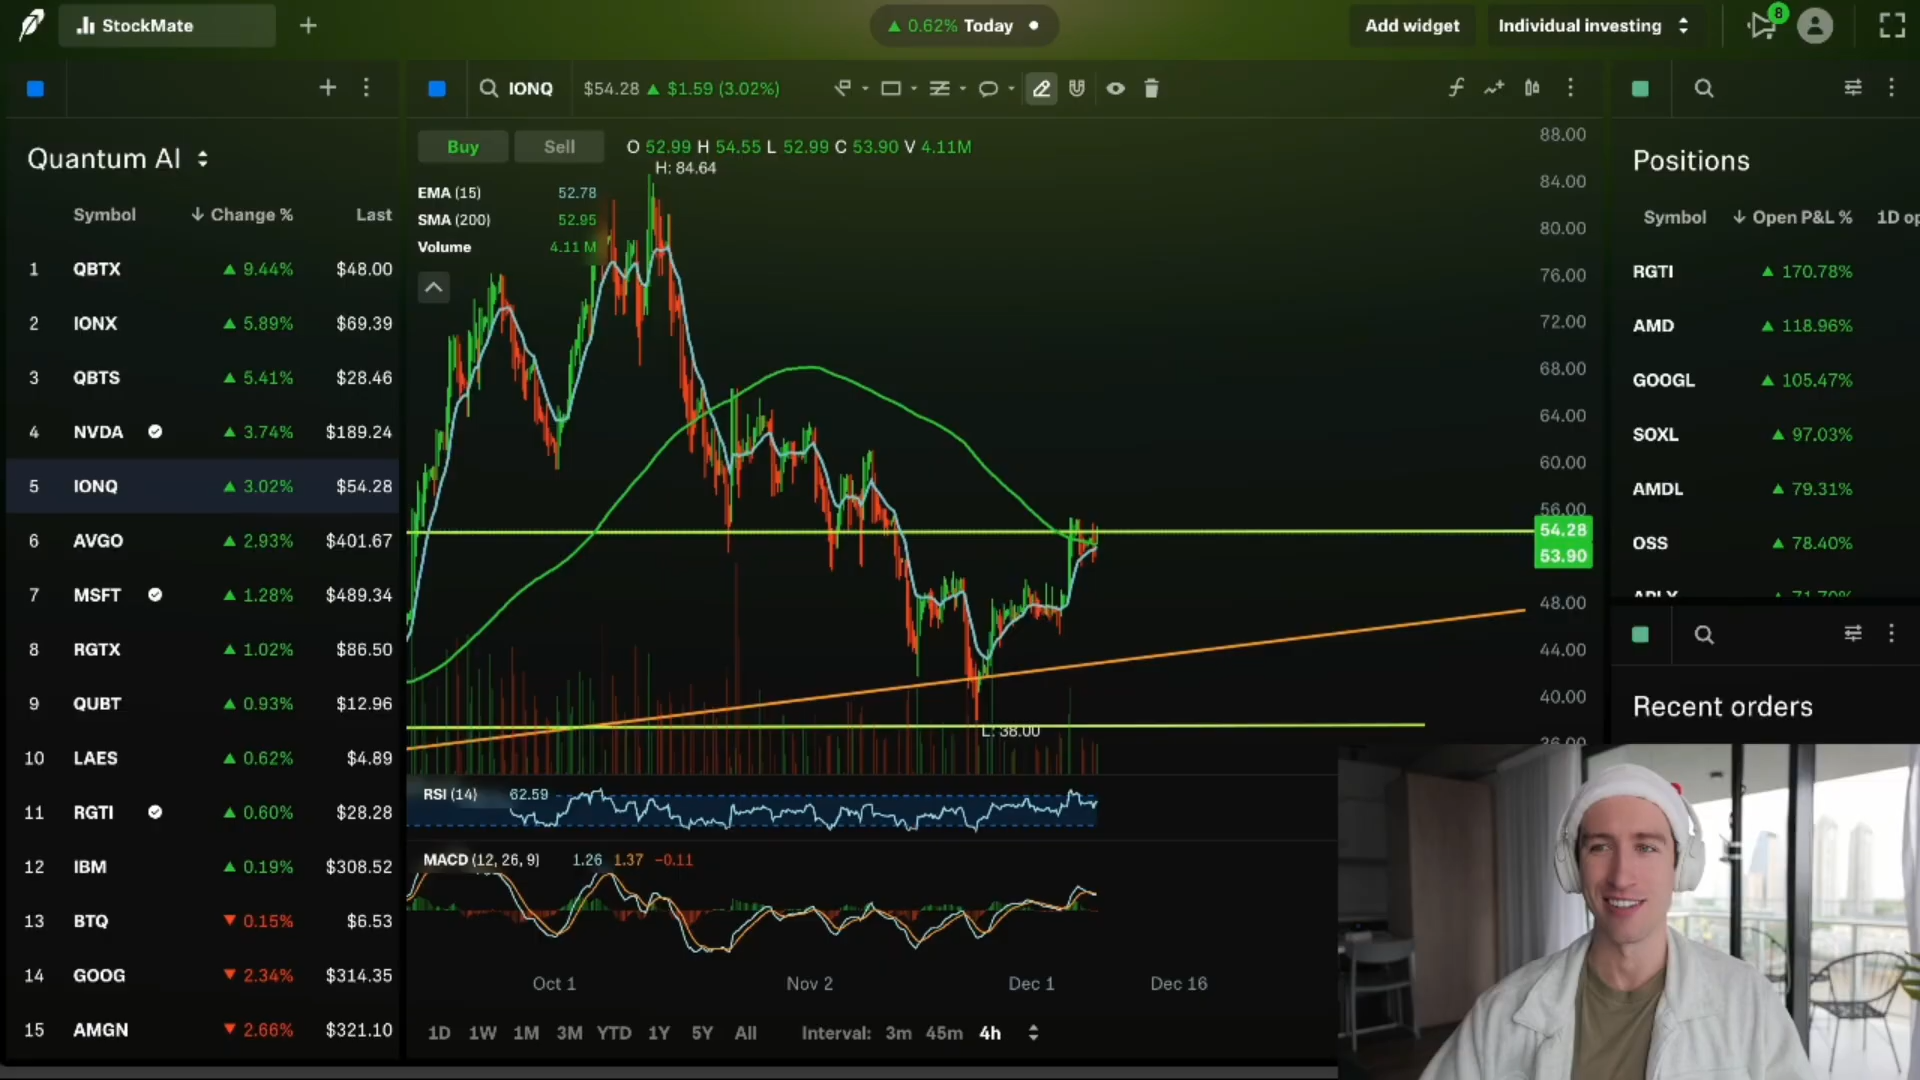 StockMate
+
0.62% Today
Add widget
Individual investing
8
IONQ
$54.28 ▲ $1.59 (3.02%)
Quantum AI
Symbol ↓ Change % Last
1 QBTX ▲ 9.44% $48.00
2 IONX ▲ 5.89% $69.39
3 QBTS ▲ 5.41% $28.46
4 NVDA ▲ 3.74% $189.24
5 IONQ ▲ 3.02% $54.28
6 AVGO ▲ 2.93% $401.67
7 MSFT ▲ 1.28% $489.34
8 RGTX ▲ 1.02% $86.50
9 QUBT ▲ 0.93% $12.96
10 LAES ▲ 0.62% $4.89
11 RGTI ▲ 0.60% $28.28
12 IBM ▲ 0.19% $308.52
13 BTQ ▼ 0.15% $6.53
14 GOOG ▼ 2.34% $314.35
15 AMGN ▼ 2.66% $321.10
Buy Sell
O 52.99 H 54.55 L 52.99 C 53.90 V 4.11M
H: 84.64
EMA (15) 52.78
SMA (200) 52.95
Volume 4.11 M
88.00
84.00
80.00
76.00
72.00
68.00
64.00
60.00
56.00
54.28
53.90
48.00
44.00
40.00
36.00
L: 38.00
RSI (14) 62.59
MACD (12, 26, 9) 1.26 1.37 −0.11
Oct 1 Nov 2 Dec 1 Dec 16
1D 1W 1M 3M YTD 1Y 5Y All Interval: 3m 45m 4h
Positions
Symbol ↓ Open P&L % 1D op
RGTI ▲ 170.78%
AMD ▲ 118.96%
GOOGL ▲ 105.47%
SOXL ▲ 97.03%
AMDL ▲ 79.31%
OSS ▲ 78.40%
Recent orders